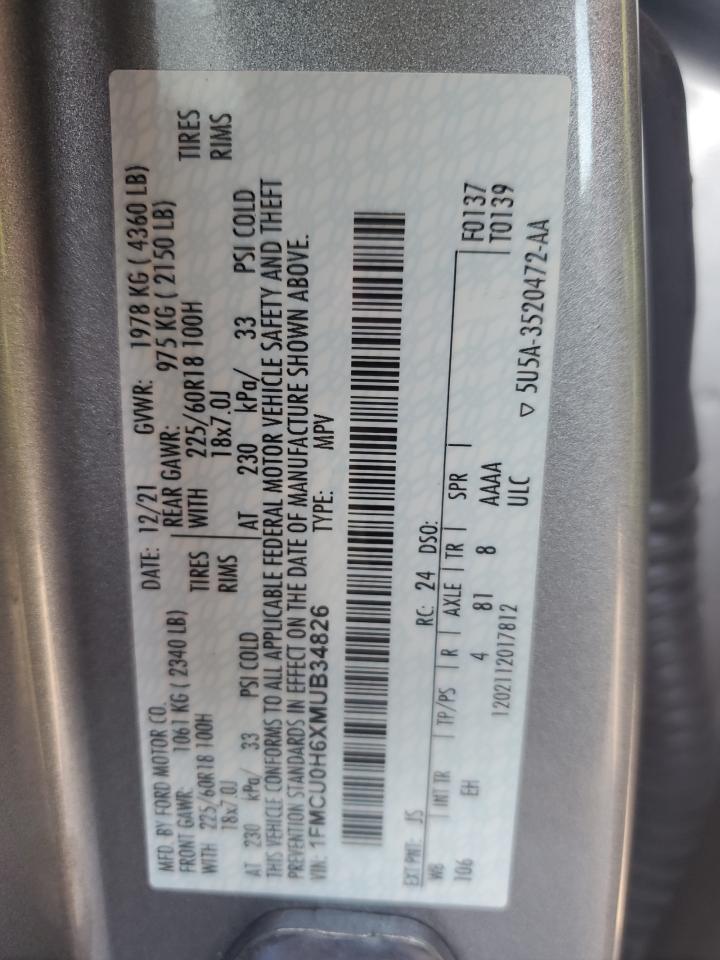 MFD. BY FORD MOTOR CO.
DATE: 12/21 GVWR: 1978 KG ( 4360 LB)
FRONT GAWR: 1061 KG ( 2340 LB) REAR GAWR: 975 KG ( 2150 LB)
WITH 225/60R18 100H TIRES WITH 225/60R18 100H TIRES
18x7.0J RIMS 18x7.0J RIMS
AT 230 kPa/ 33 PSI COLD AT 230 kPa/ 33 PSI COLD
THIS VEHICLE CONFORMS TO ALL APPLICABLE FEDERAL MOTOR VEHICLE SAFETY AND THEFT
PREVENTION STANDARDS IN EFFECT ON THE DATE OF MANUFACTURE SHOWN ABOVE.
VIN: 1FMCU0H6XMUB34826 TYPE: MPV
EXT PNT: JS RC: 24 DSO: F0137
WB INT TR TP/PS R AXLE TR SPR T0139
106 EH 4 81 8 AAAA
1202112017812 ULC
▽ 5U5A-3520472-AA